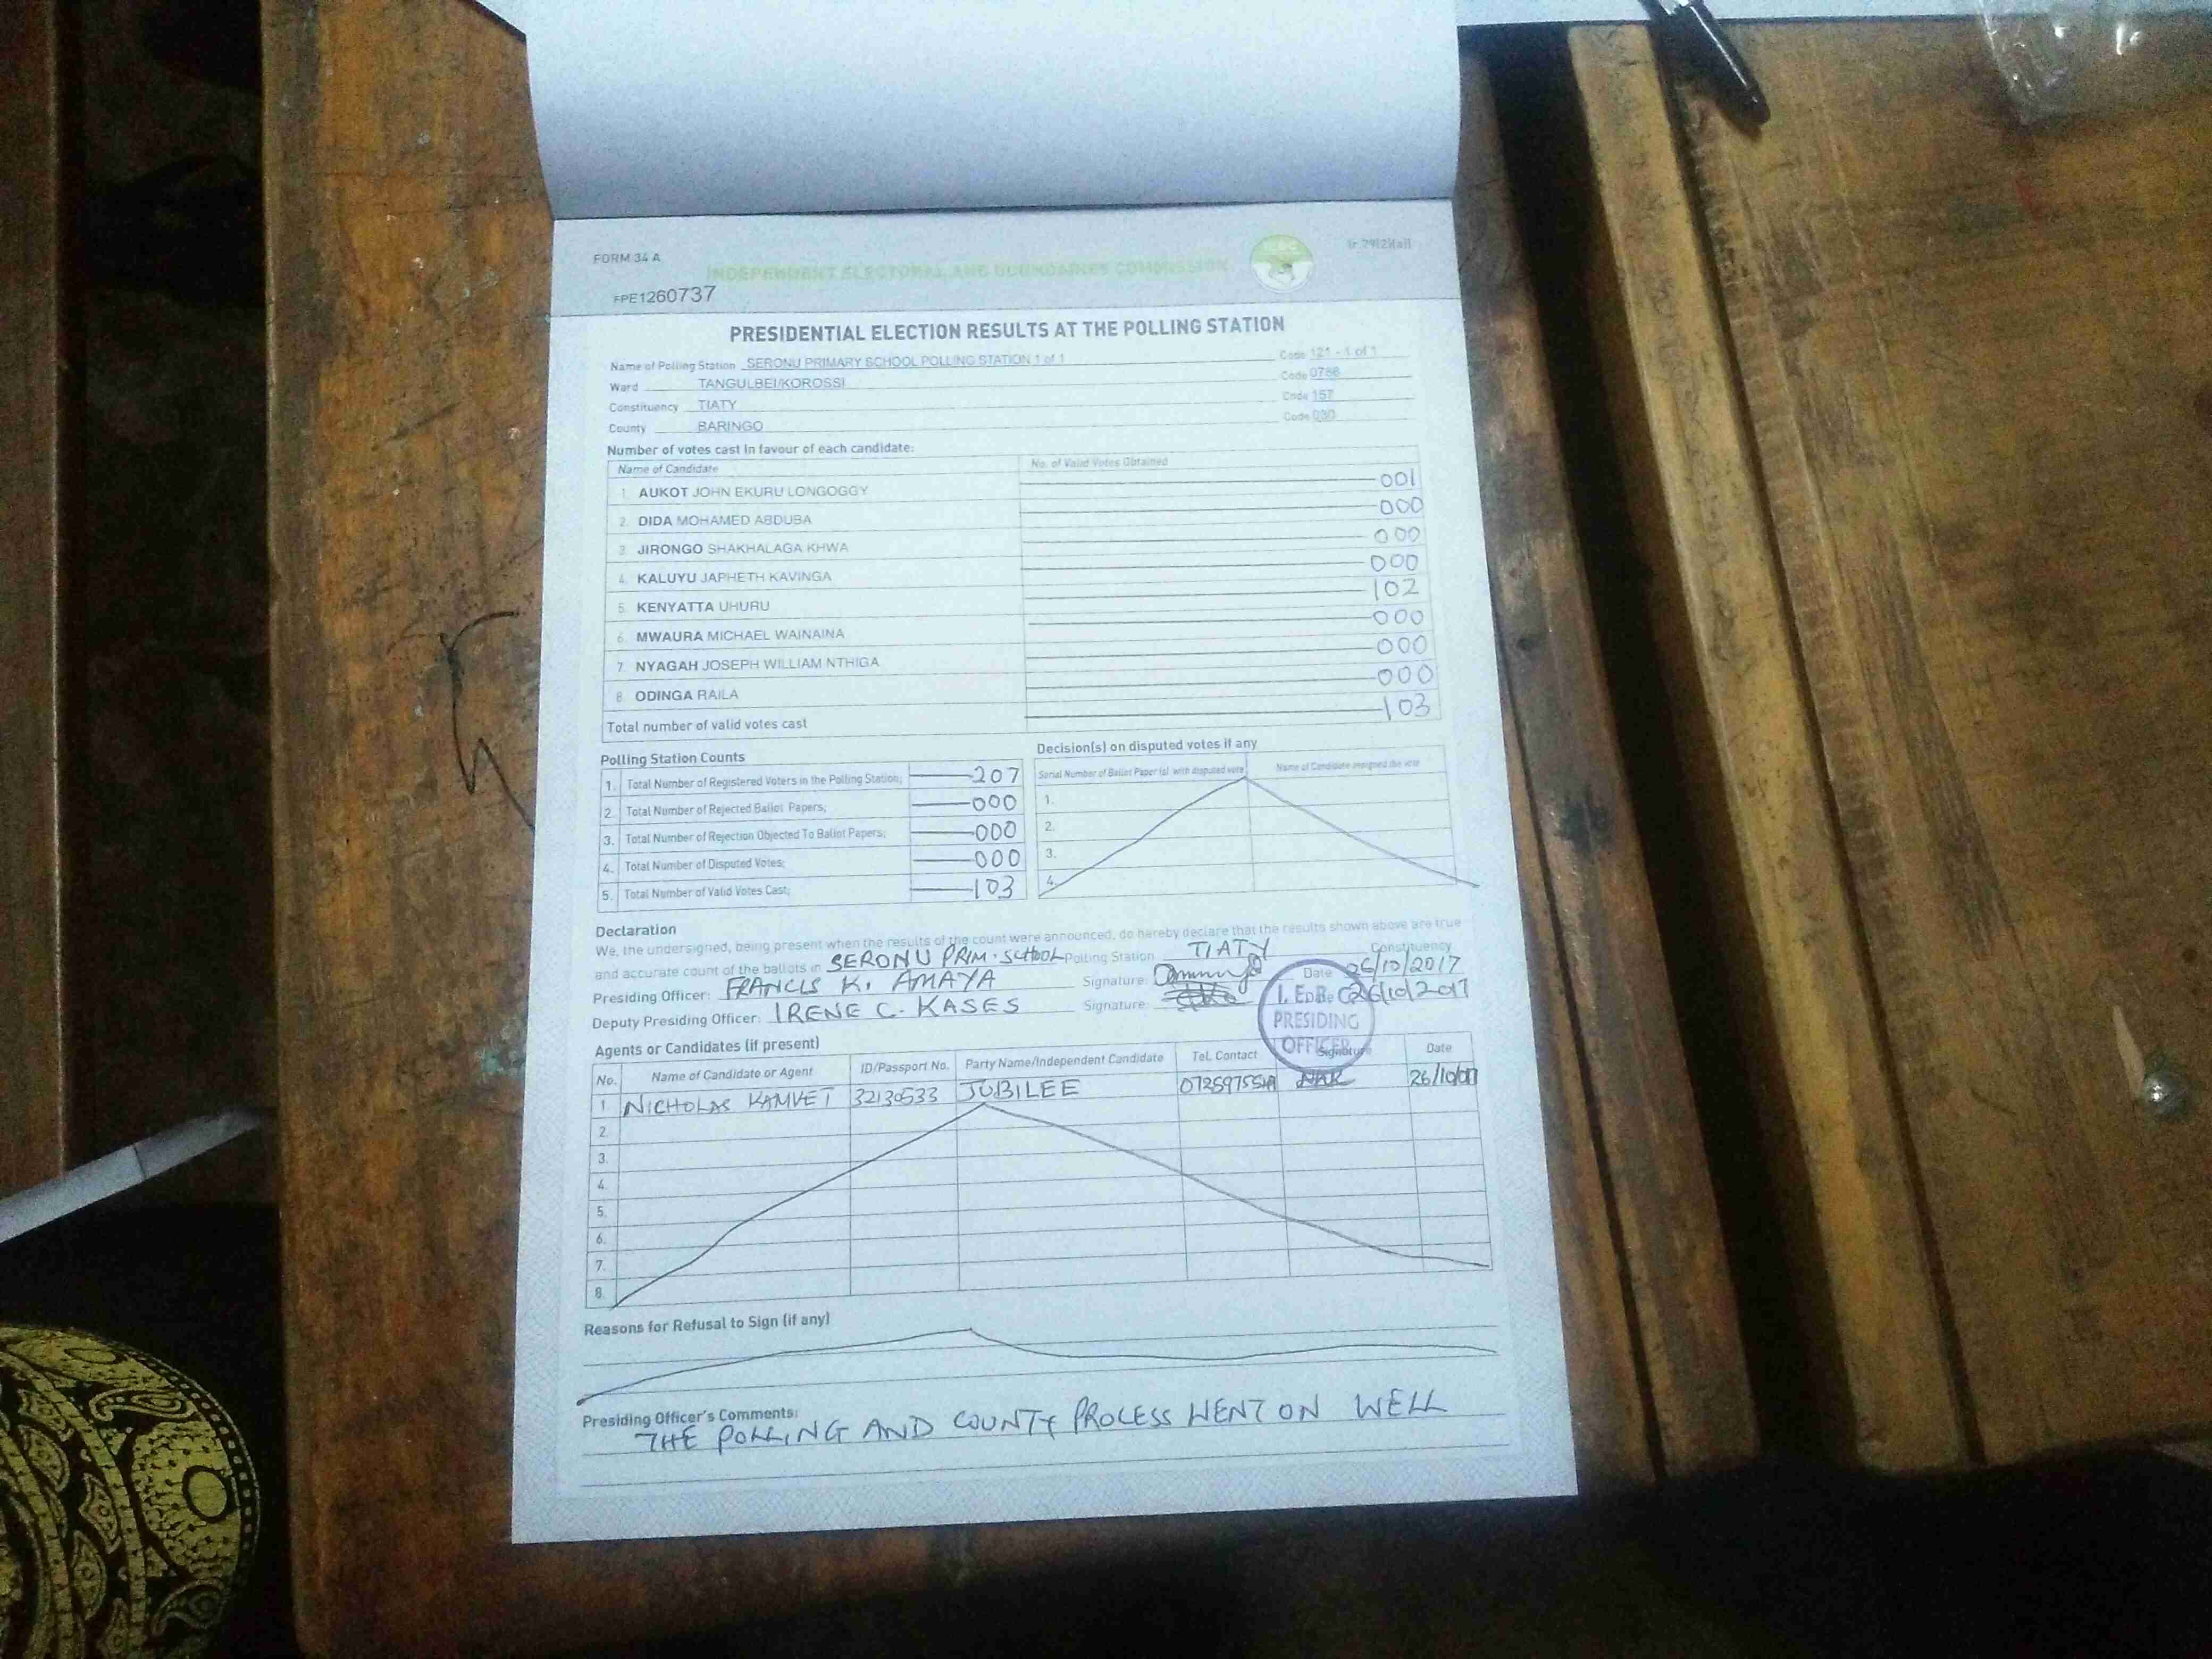 FORM 34 A
INDEPENDENT ELECTORAL AND BOUNDARIES COMMISSION
FPE1260737
PRESIDENTIAL ELECTION RESULTS AT THE POLLING STATION
Name of Polling Station SERONU PRIMARY SCHOOL POLLING STATION 1 of 1 Code 121 - 1 of 1
Ward TANGULBEI/KOROSSI Code 0786
Constituency TIATY Code 157
County BARINGO Code 030
Number of votes cast in favour of each candidate:
Name of Candidate No. of Valid Votes Obtained
1. AUKOT JOHN EKURU LONGOGGY 001
2. DIDA MOHAMED ABDUBA 000
3. JIRONGO SHAKHALAGA KHWA 000
4. KALUYU JAPHETH KAVINGA 000
5. KENYATTA UHURU 102
6. MWAURA MICHAEL WAINAINA 000
7. NYAGAH JOSEPH WILLIAM NTHIGA 000
8. ODINGA RAILA 000
Total number of valid votes cast 103
Polling Station Counts
1. Total Number of Registered Voters in the Polling Station; 207
2. Total Number of Rejected Ballot Papers; 000
3. Total Number of Rejection Objected To Ballot Papers; 000
4. Total Number of Disputed Votes; 000
5. Total Number of Valid Votes Cast; 103
Decision(s) on disputed votes if any
Serial Number of Ballot Paper (s) with disputed vote Name of Candidate assigned the vote
1.
2.
3.
4.
Declaration
We, the undersigned, being present when the results of the count were announced, do hereby declare that the results shown above are true
and accurate count of the ballots in SERONU PRIM. SCHOOL Polling Station TIATY Constituency
Presiding Officer: FRANCIS K. AMAYA Signature: Date 26/10/2017
Deputy Presiding Officer: IRENE C. KASES Signature: 26/10/2017
PRESIDING
OFFICER
Agents or Candidates (if present)
No. Name of Candidate or Agent ID/Passport No. Party Name/Independent Candidate Tel. Contact Signature Date
1 NICHOLAS KAMVET 32130533 JUBILEE 26/10/017
2.
3.
4.
5.
6.
7.
8.
Reasons for Refusal to Sign (if any)
Presiding Officer's Comments:
THE POLLING AND COUNTY PROCESS WENT ON WELL